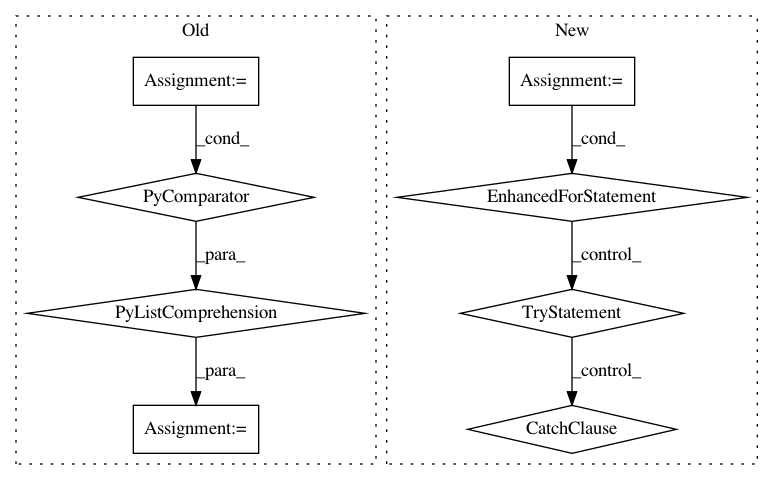 Old
Assignment:=
_cond_
PyComparator
_para_
PyListComprehension
_para_
Assignment:=
New
Assignment:=
_cond_
EnhancedForStatement
_control_
TryStatement
_control_
CatchClause